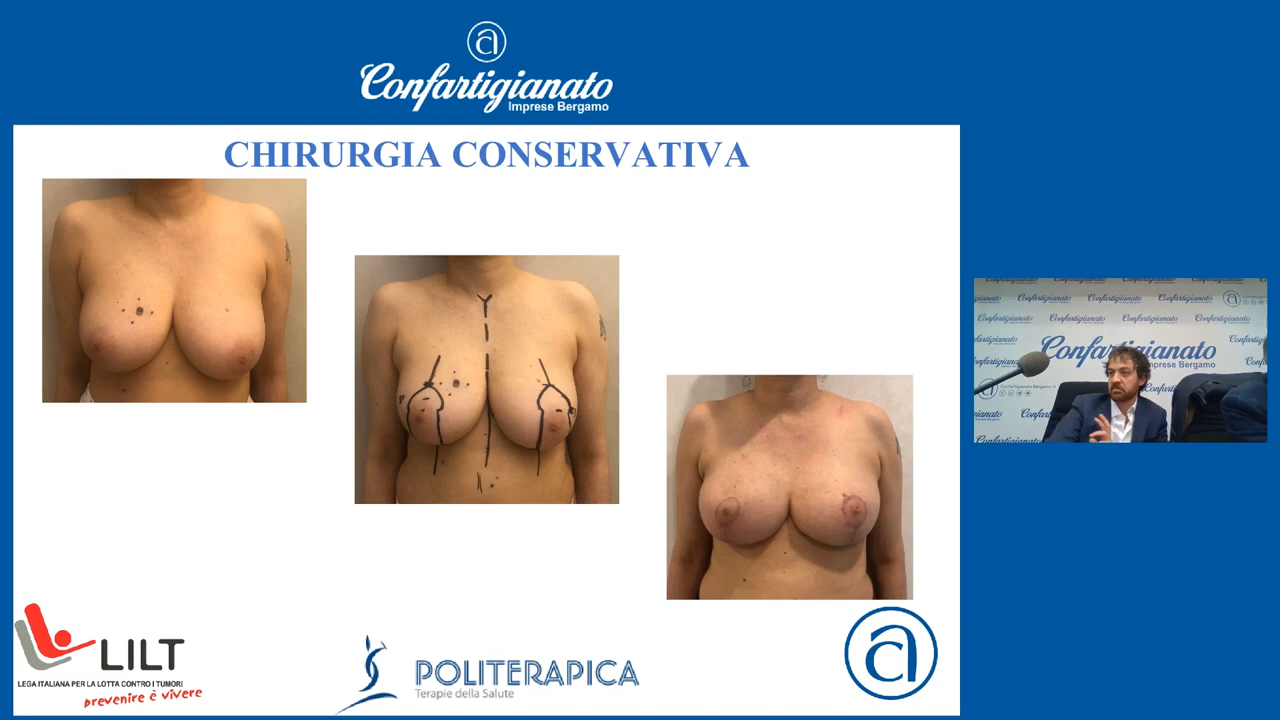 a
Confartigianato
Imprese Bergamo
CHIRURGIA CONSERVATIVA
Confartigianato
Imprese Bergamo
LILT
LEGA ITALIANA PER LA LOTTA CONTRO I TUMORI
prevenire è vivere
POLITERAPICA
Terapie della Salute
a